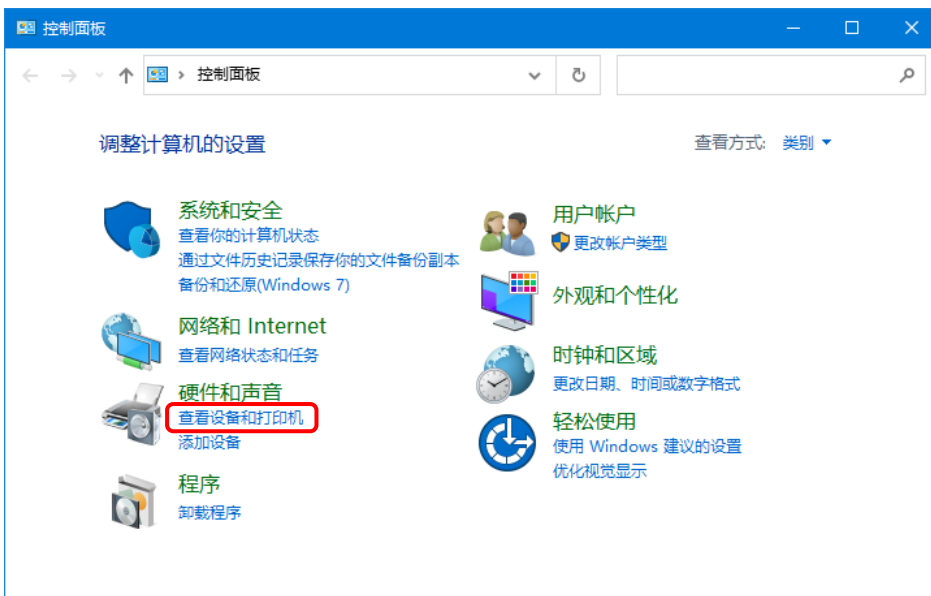 控制面板
控制面板
调整计算机的设置
查看方式: 类别
系统和安全
查看你的计算机状态
通过文件历史记录保存你的文件备份副本
备份和还原(Windows 7)
网络和 Internet
查看网络状态和任务
硬件和声音
查看设备和打印机
添加设备
程序
卸载程序
用户帐户
更改帐户类型
外观和个性化
时钟和区域
更改日期、时间或数字格式
轻松使用
使用 Windows 建议的设置
优化视觉显示